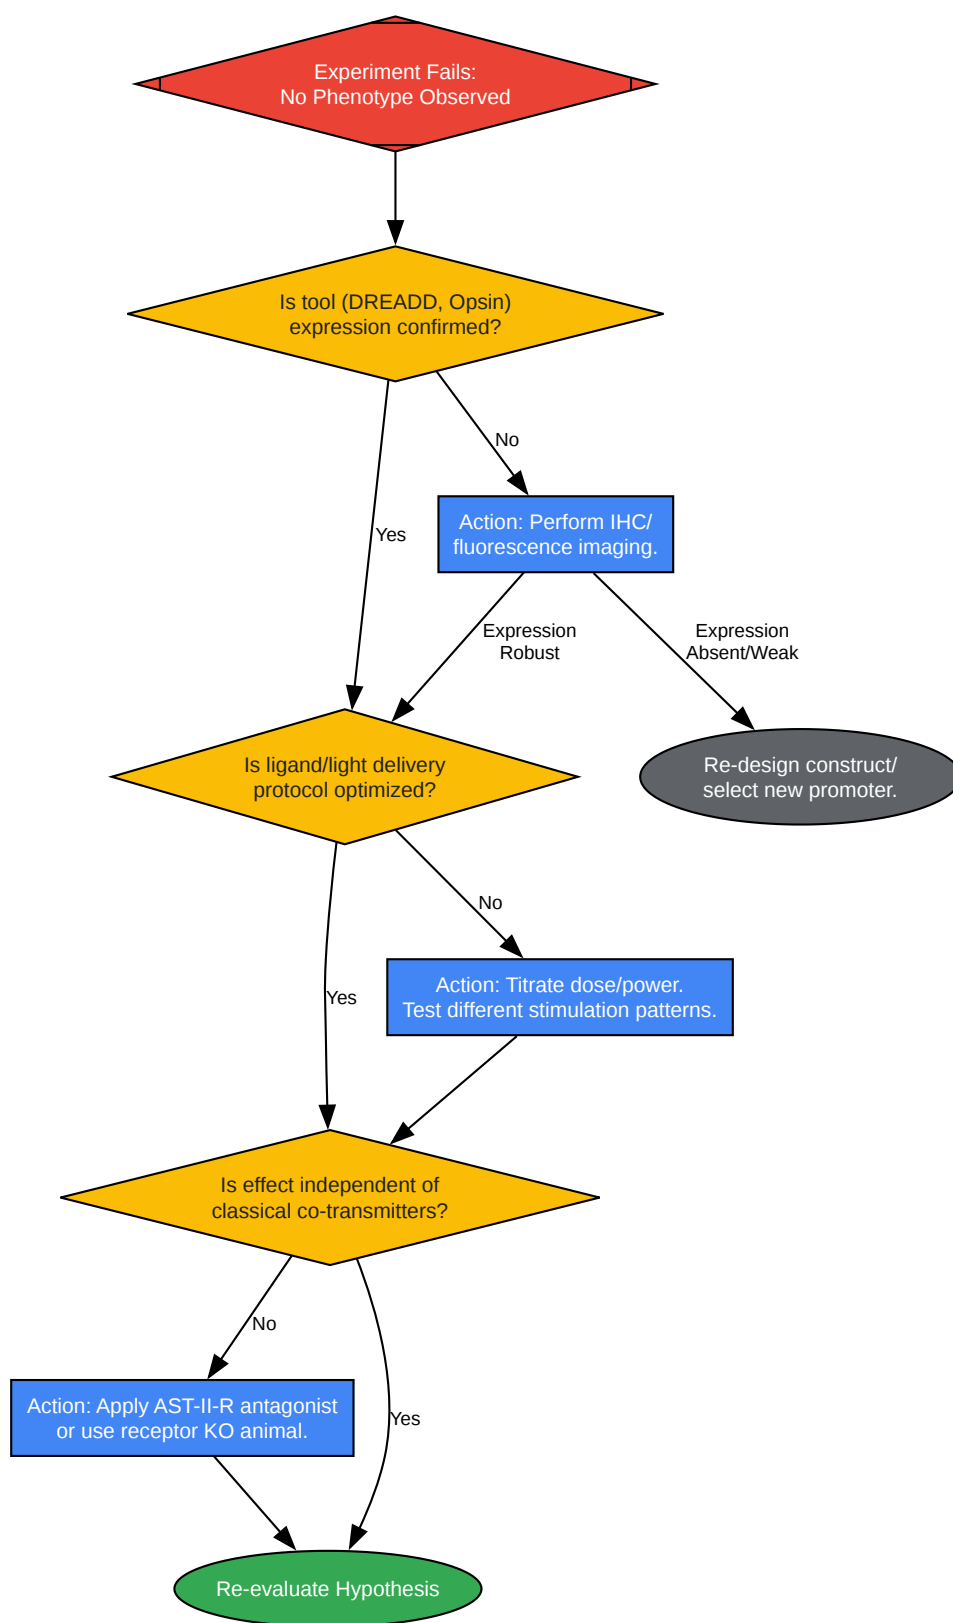 Experiment Fails:
No Phenotype Observed
Is tool (DREADD, Opsin)
expression confirmed?
No
Yes
Action: Perform IHC/
fluorescence imaging.
Expression
Robust
Expression
Absent/Weak
Is ligand/light delivery
protocol optimized?
Re-design construct/
select new promoter.
No
Yes
Action: Titrate dose/power.
Test different stimulation patterns.
Is effect independent of
classical co-transmitters?
No
Yes
Action: Apply AST-II-R antagonist
or use receptor KO animal.
Re-evaluate Hypothesis